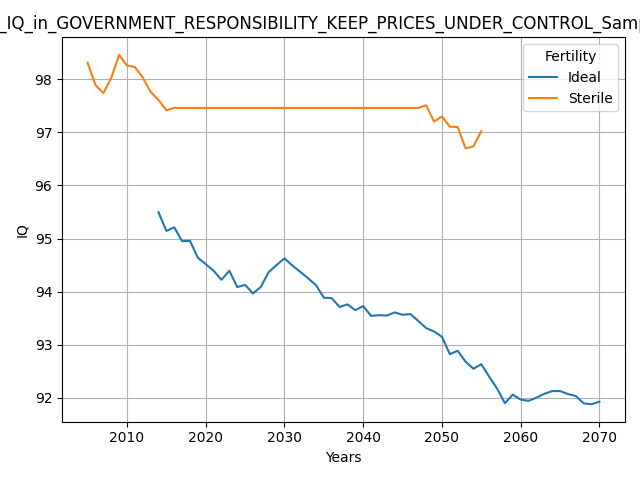 _IQ_in_GOVERNMENT_RESPONSIBILITY_KEEP_PRICES_UNDER_CONTROL_Sam
Fertility
Ideal
Sterile
98
97
96
95
94
93
92
IQ
2010 2020 2030 2040 2050 2060 2070
Years